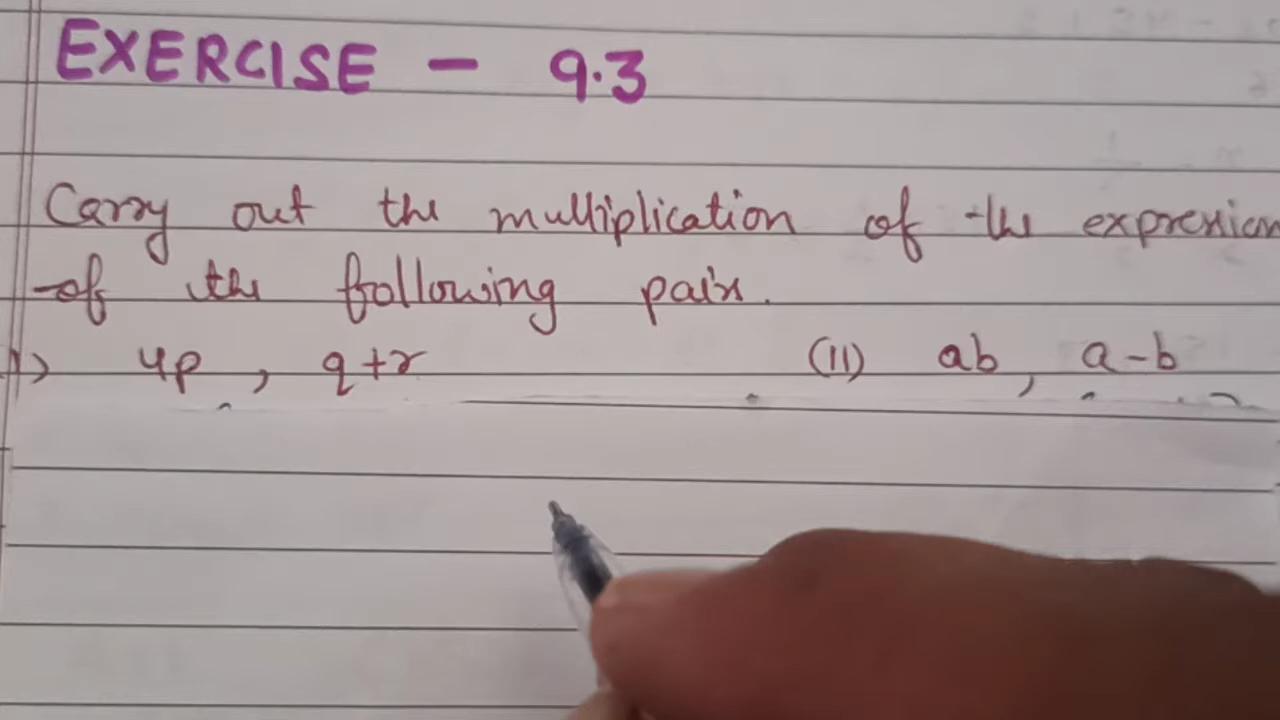 EXERCISE - 9.3
Carry out the multiplication of the expression
of the following pair.
4p, q+r (II) ab, a-b